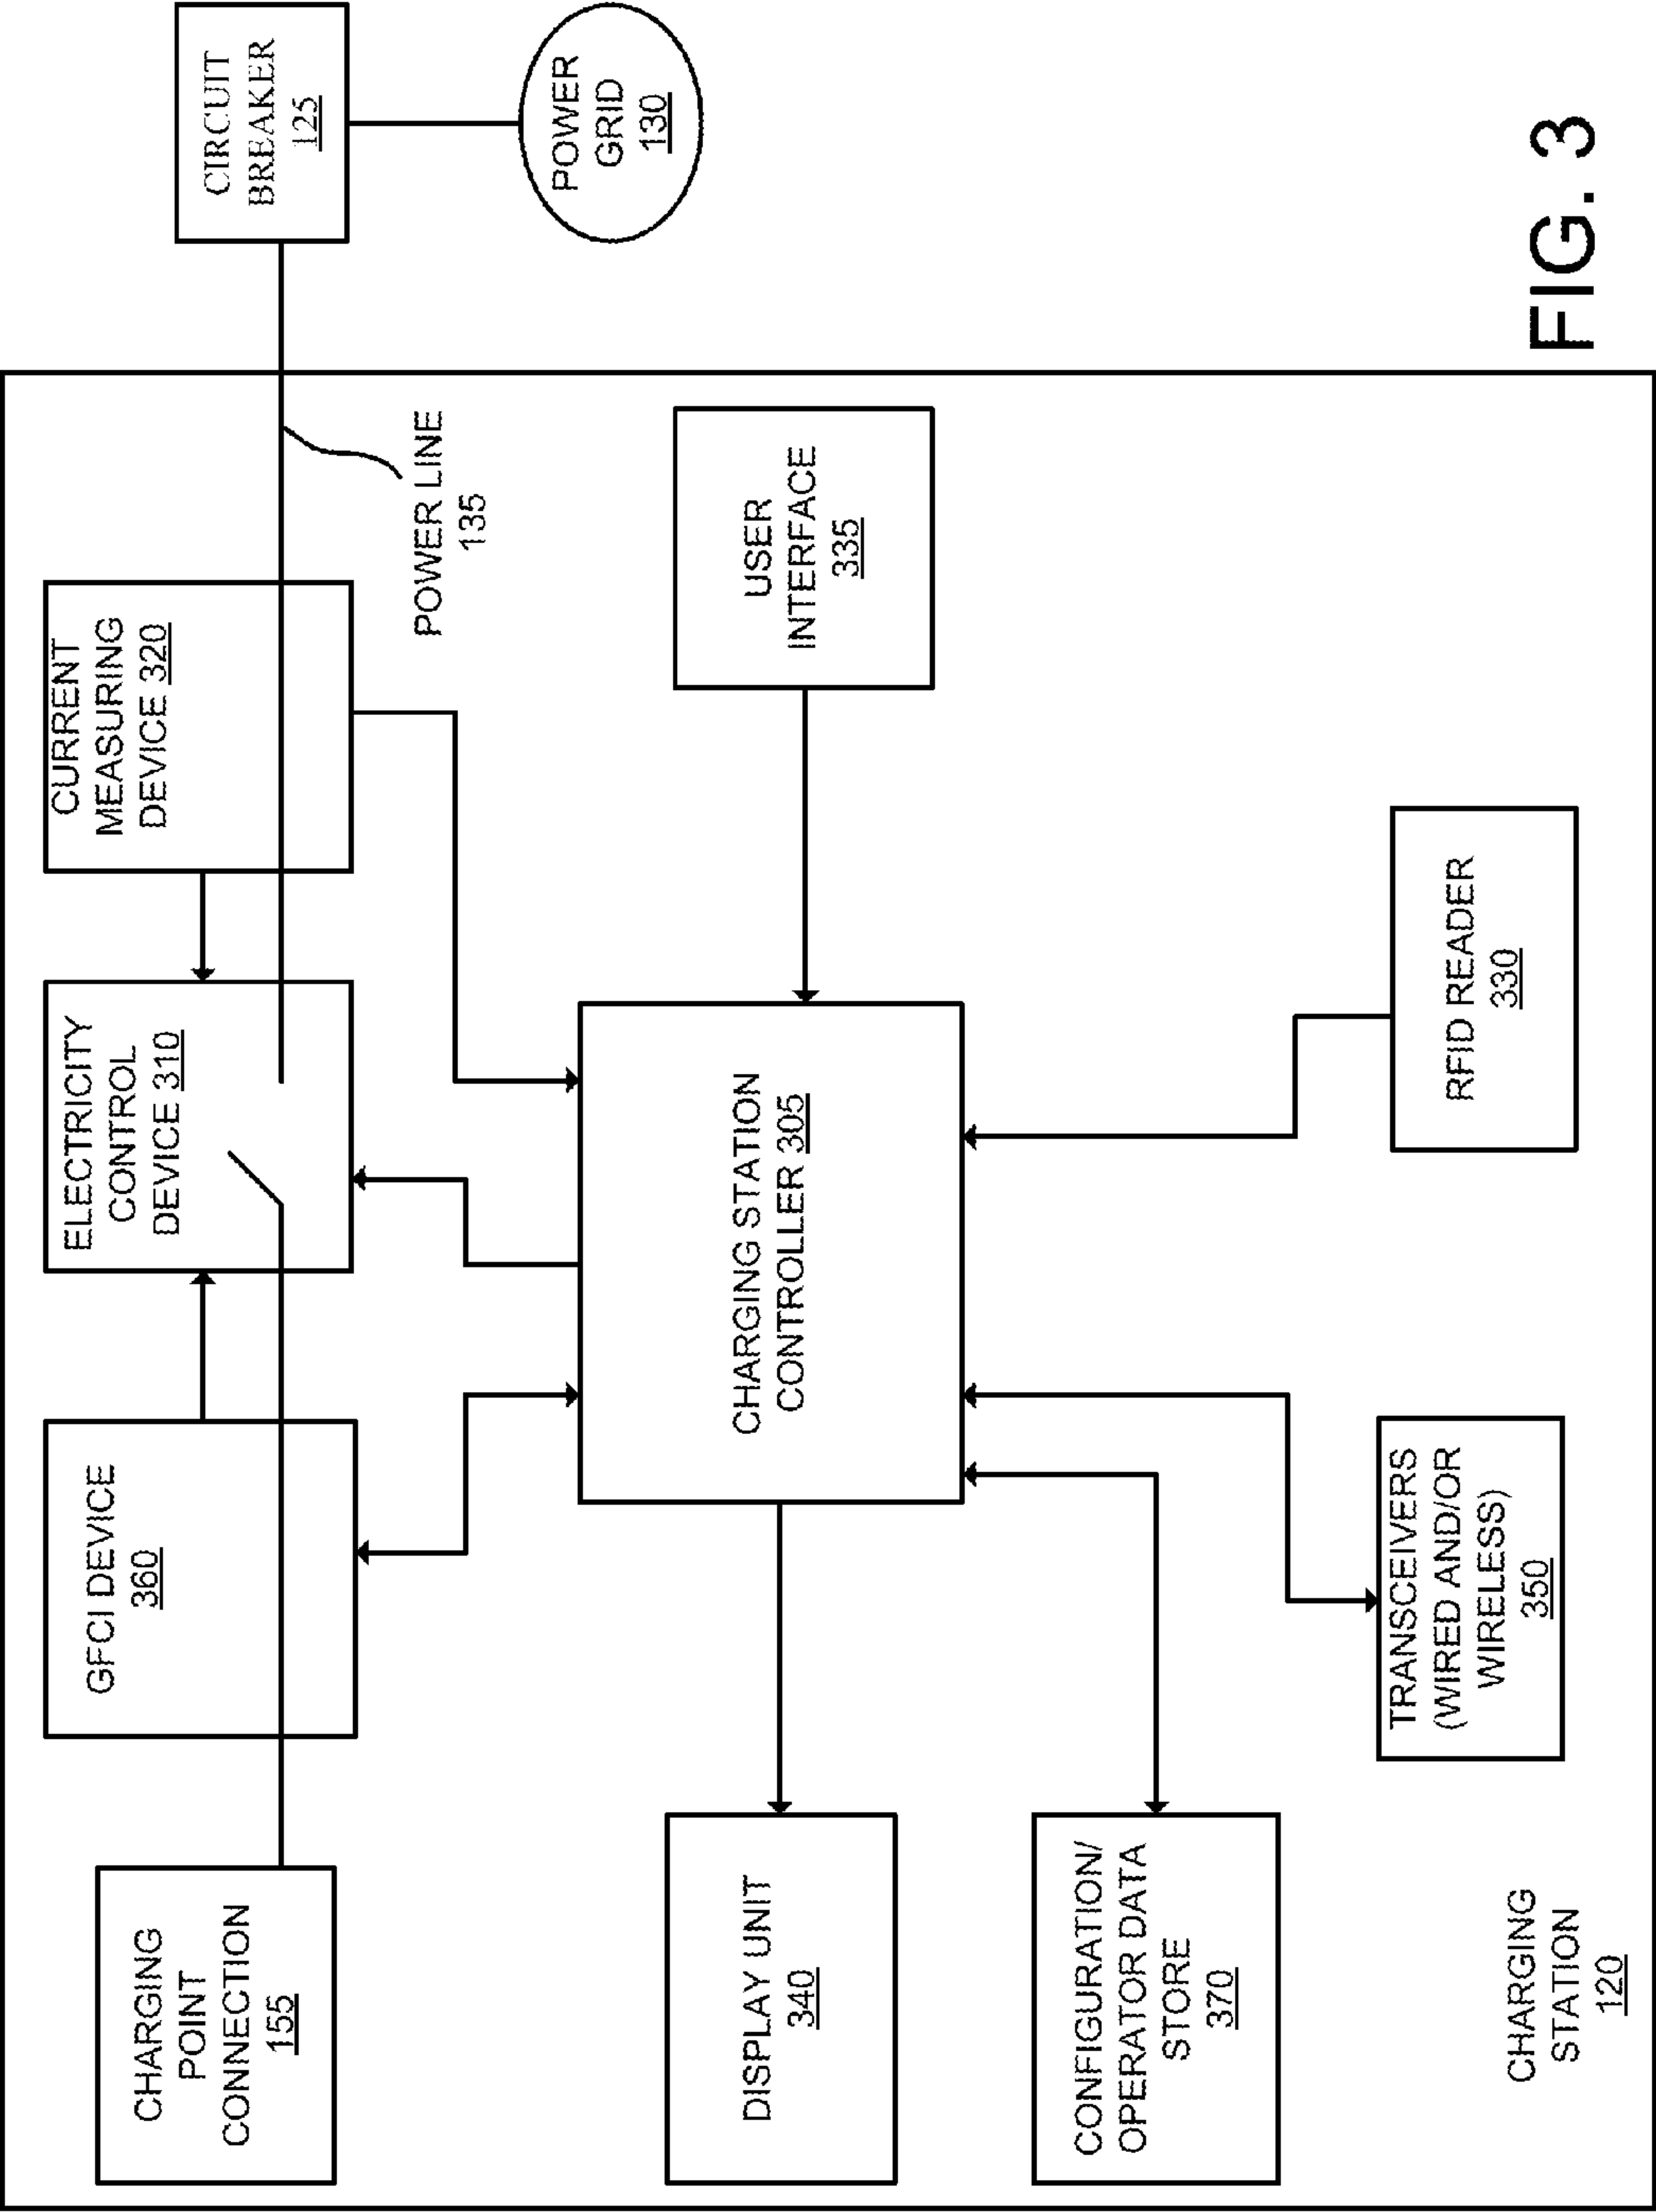 CHARGING
POINT
CONNECTION
155
GFCI DEVICE
360
ELECTRICITY
CONTROL
DEVICE 310
CURRENT
MEASURING
DEVICE 320
CIRCUIT
BREAKER
125
POWER LINE
135
POWER
GRID
130
DISPLAY UNIT
340
CHARGING STATION
CONTROLLER 305
USER
INTERFACE
335
CONFIGURATION/
OPERATOR DATA
STORE
370
TRANSCEIVERS
(WIRED AND/OR
WIRELESS)
350
RFID READER
330
CHARGING
STATION
120
FIG. 3